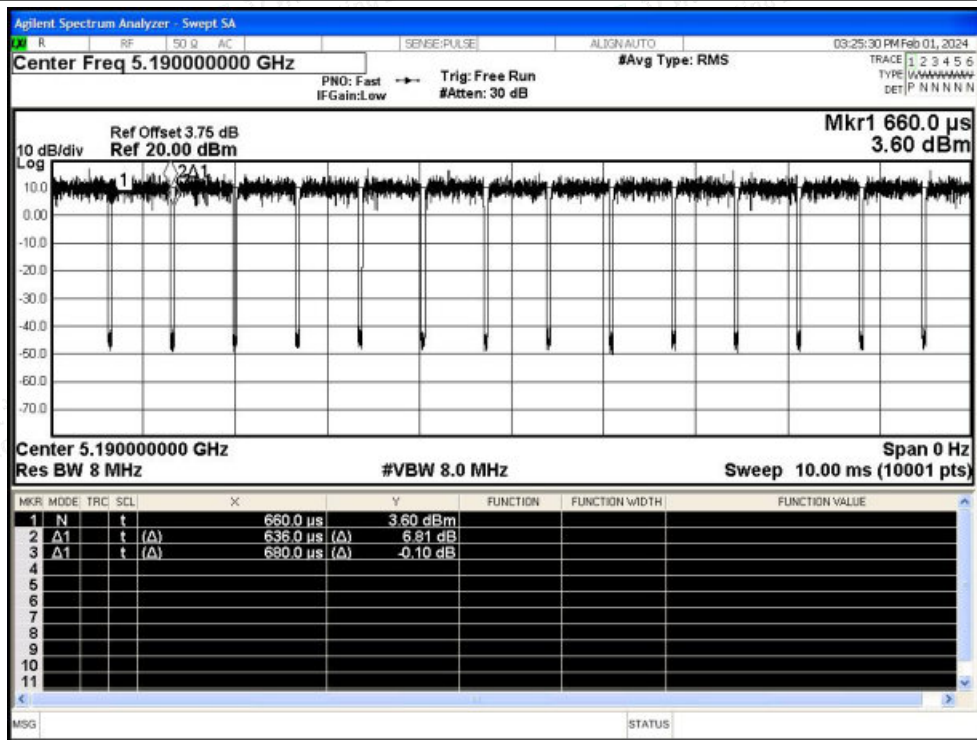 Agilent Spectrum Analyzer - Swept SA
LXI R RF 50 Ω AC SENSE:PULSE ALIGNAUTO 03:25:30 PM Feb 01, 2024
Center Freq 5.190000000 GHz #Avg Type: RMS TRACE 1 2 3 4 5 6
PNO: Fast Trig: Free Run TYPE WWWWWW
IFGain:Low #Atten: 30 dB DET P N N N N N
Mkr1 660.0 µs
Ref Offset 3.75 dB
10 dB/div Ref 20.00 dBm 3.60 dBm
Log
1 2Δ1
10.0
0.00
-10.0
-20.0
-30.0
-40.0
-50.0
-60.0
-70.0
Center 5.190000000 GHz Span 0 Hz
Res BW 8 MHz #VBW 8.0 MHz Sweep 10.00 ms (10001 pts)
MKR MODE TRC SCL X Y FUNCTION FUNCTION WIDTH FUNCTION VALUE
1 N t 660.0 µs 3.60 dBm
2 Δ1 t (Δ) 636.0 µs (Δ) 6.81 dB
3 Δ1 t (Δ) 680.0 µs (Δ) -0.10 dB
4
5
6
7
8
9
10
11
MSG STATUS